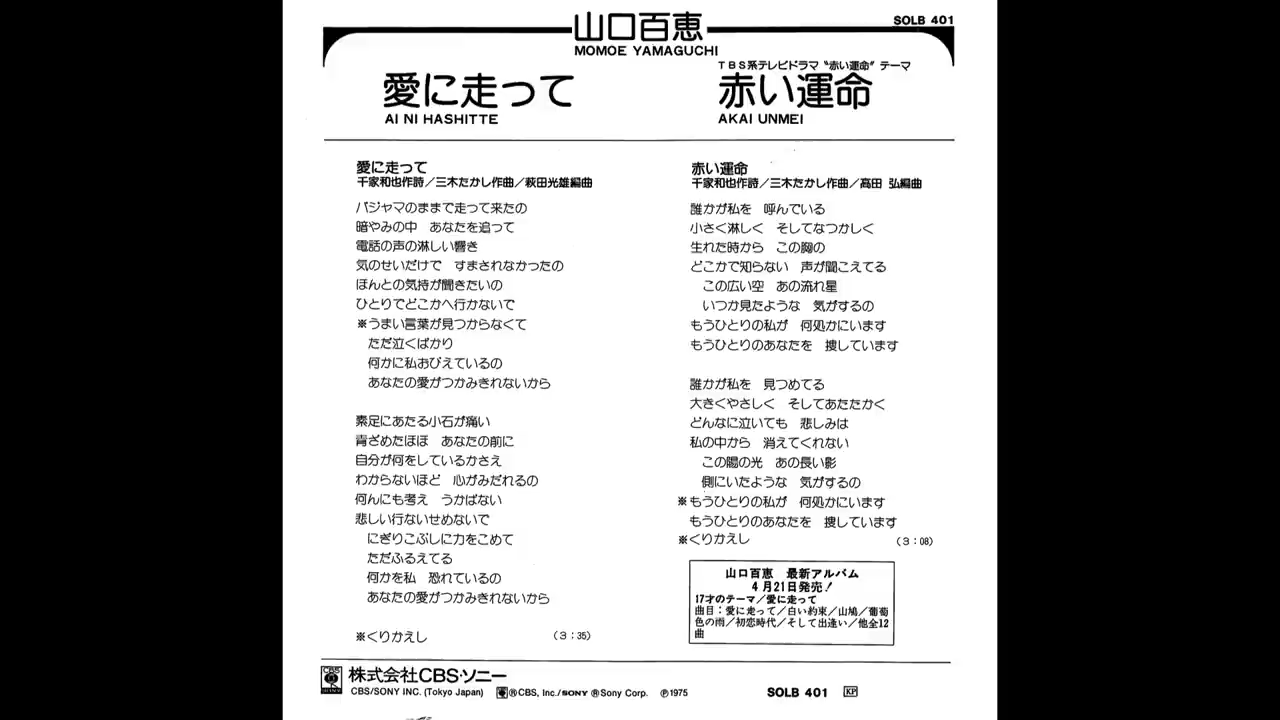 山口百恵
MOMOE YAMAGUCHI
SOLB 401
愛に走って
AI NI HASHITTE
TBS系テレビドラマ“赤い運命”テーマ
赤い運命
AKAI UNMEI
愛に走って
千家和也作詩/三木たかし作曲/萩田光雄編曲
パジャマのままで走って来たの
暗やみの中 あなたを追って
電話の声の淋しい響き
気のせいだけで すまされなかったの
ほんとの気持が聞きたいの
ひとりでどこかへ行かないで
※うまい言葉が見つからなくて
ただ泣くばかり
何かに私おびえているの
あなたの愛がつかみきれないから
素足にあたる小石が痛い
青ざめたほほ あなたの前に
自分が何をしているかさえ
わからないほど 心がみだれるの
何んにも考え うかばない
悲しい行ないせめないで
にぎりこぶしに力をこめて
ただふるえてる
何かを私 恐れているの
あなたの愛がつかみきれないから
※くりかえし
(3:35)
赤い運命
千家和也作詩/三木たかし作曲/高田 弘編曲
誰かが私を 呼んでいる
小さく淋しく そしてなつかしく
生れた時から この胸の
どこかで知らない 声が聞こえてる
この広い空 あの流れ星
いつか見たような 気がするの
もうひとりの私が 何処かにいます
もうひとりのあなたを 捜しています
誰かが私を 見つめてる
大きくやさしく そしてあたたかく
どんなに泣いても 悲しみは
私の中から 消えてくれない
この陽の光 あの長い影
側にいたような 気がするの
※もうひとりの私が 何処かにいます
もうひとりのあなたを 捜しています
※くりかえし
(3:08)
山口百恵 最新アルバム
4月21日発売!
17才のテーマ/愛に走って
曲目:愛に走って/白い約束/山鳩/葡萄
色の雨/初恋時代/そして出逢い/他全12
曲
CBS
株式会社CBS・ソニー
CBS/SONY INC. (Tokyo Japan)
®CBS, Inc./SONY ®Sony Corp. ℗1975
SOLB 401
KP